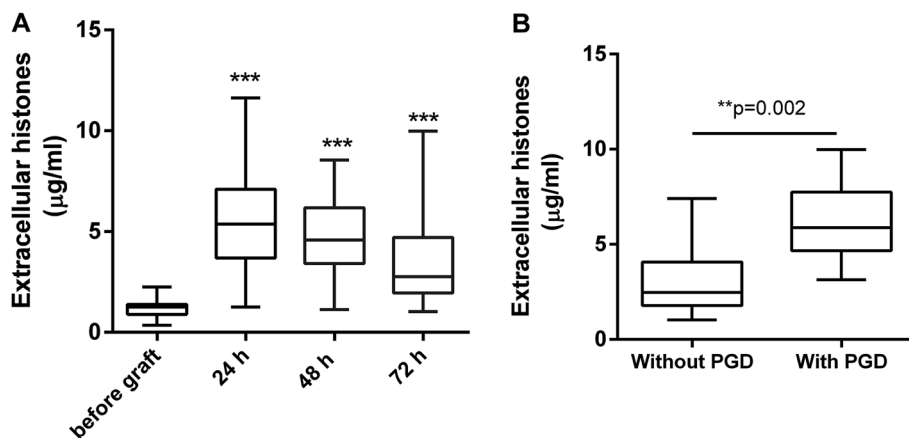 A
Extracellular histones
(μg/ml)
15
10
5
0
***
***
***
before graft
24 h
48 h
72 h
B
Extracellular histones
(μg/ml)
15
10
5
0
**p=0.002
Without PGD
With PGD